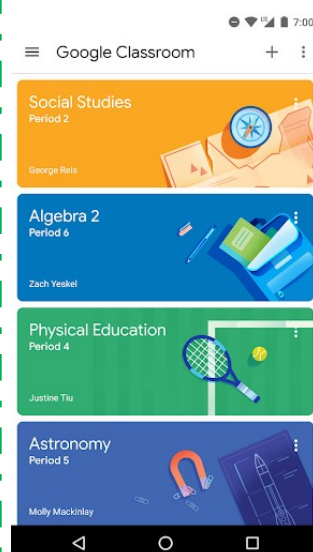 7:00
Google Classroom
Social Studies
Period 2
George Reis
Algebra 2
Period 6
Zach Yeskel
Physical Education
Period 4
Justine Tiu
Astronomy
Period 5
Molly Mackinlay